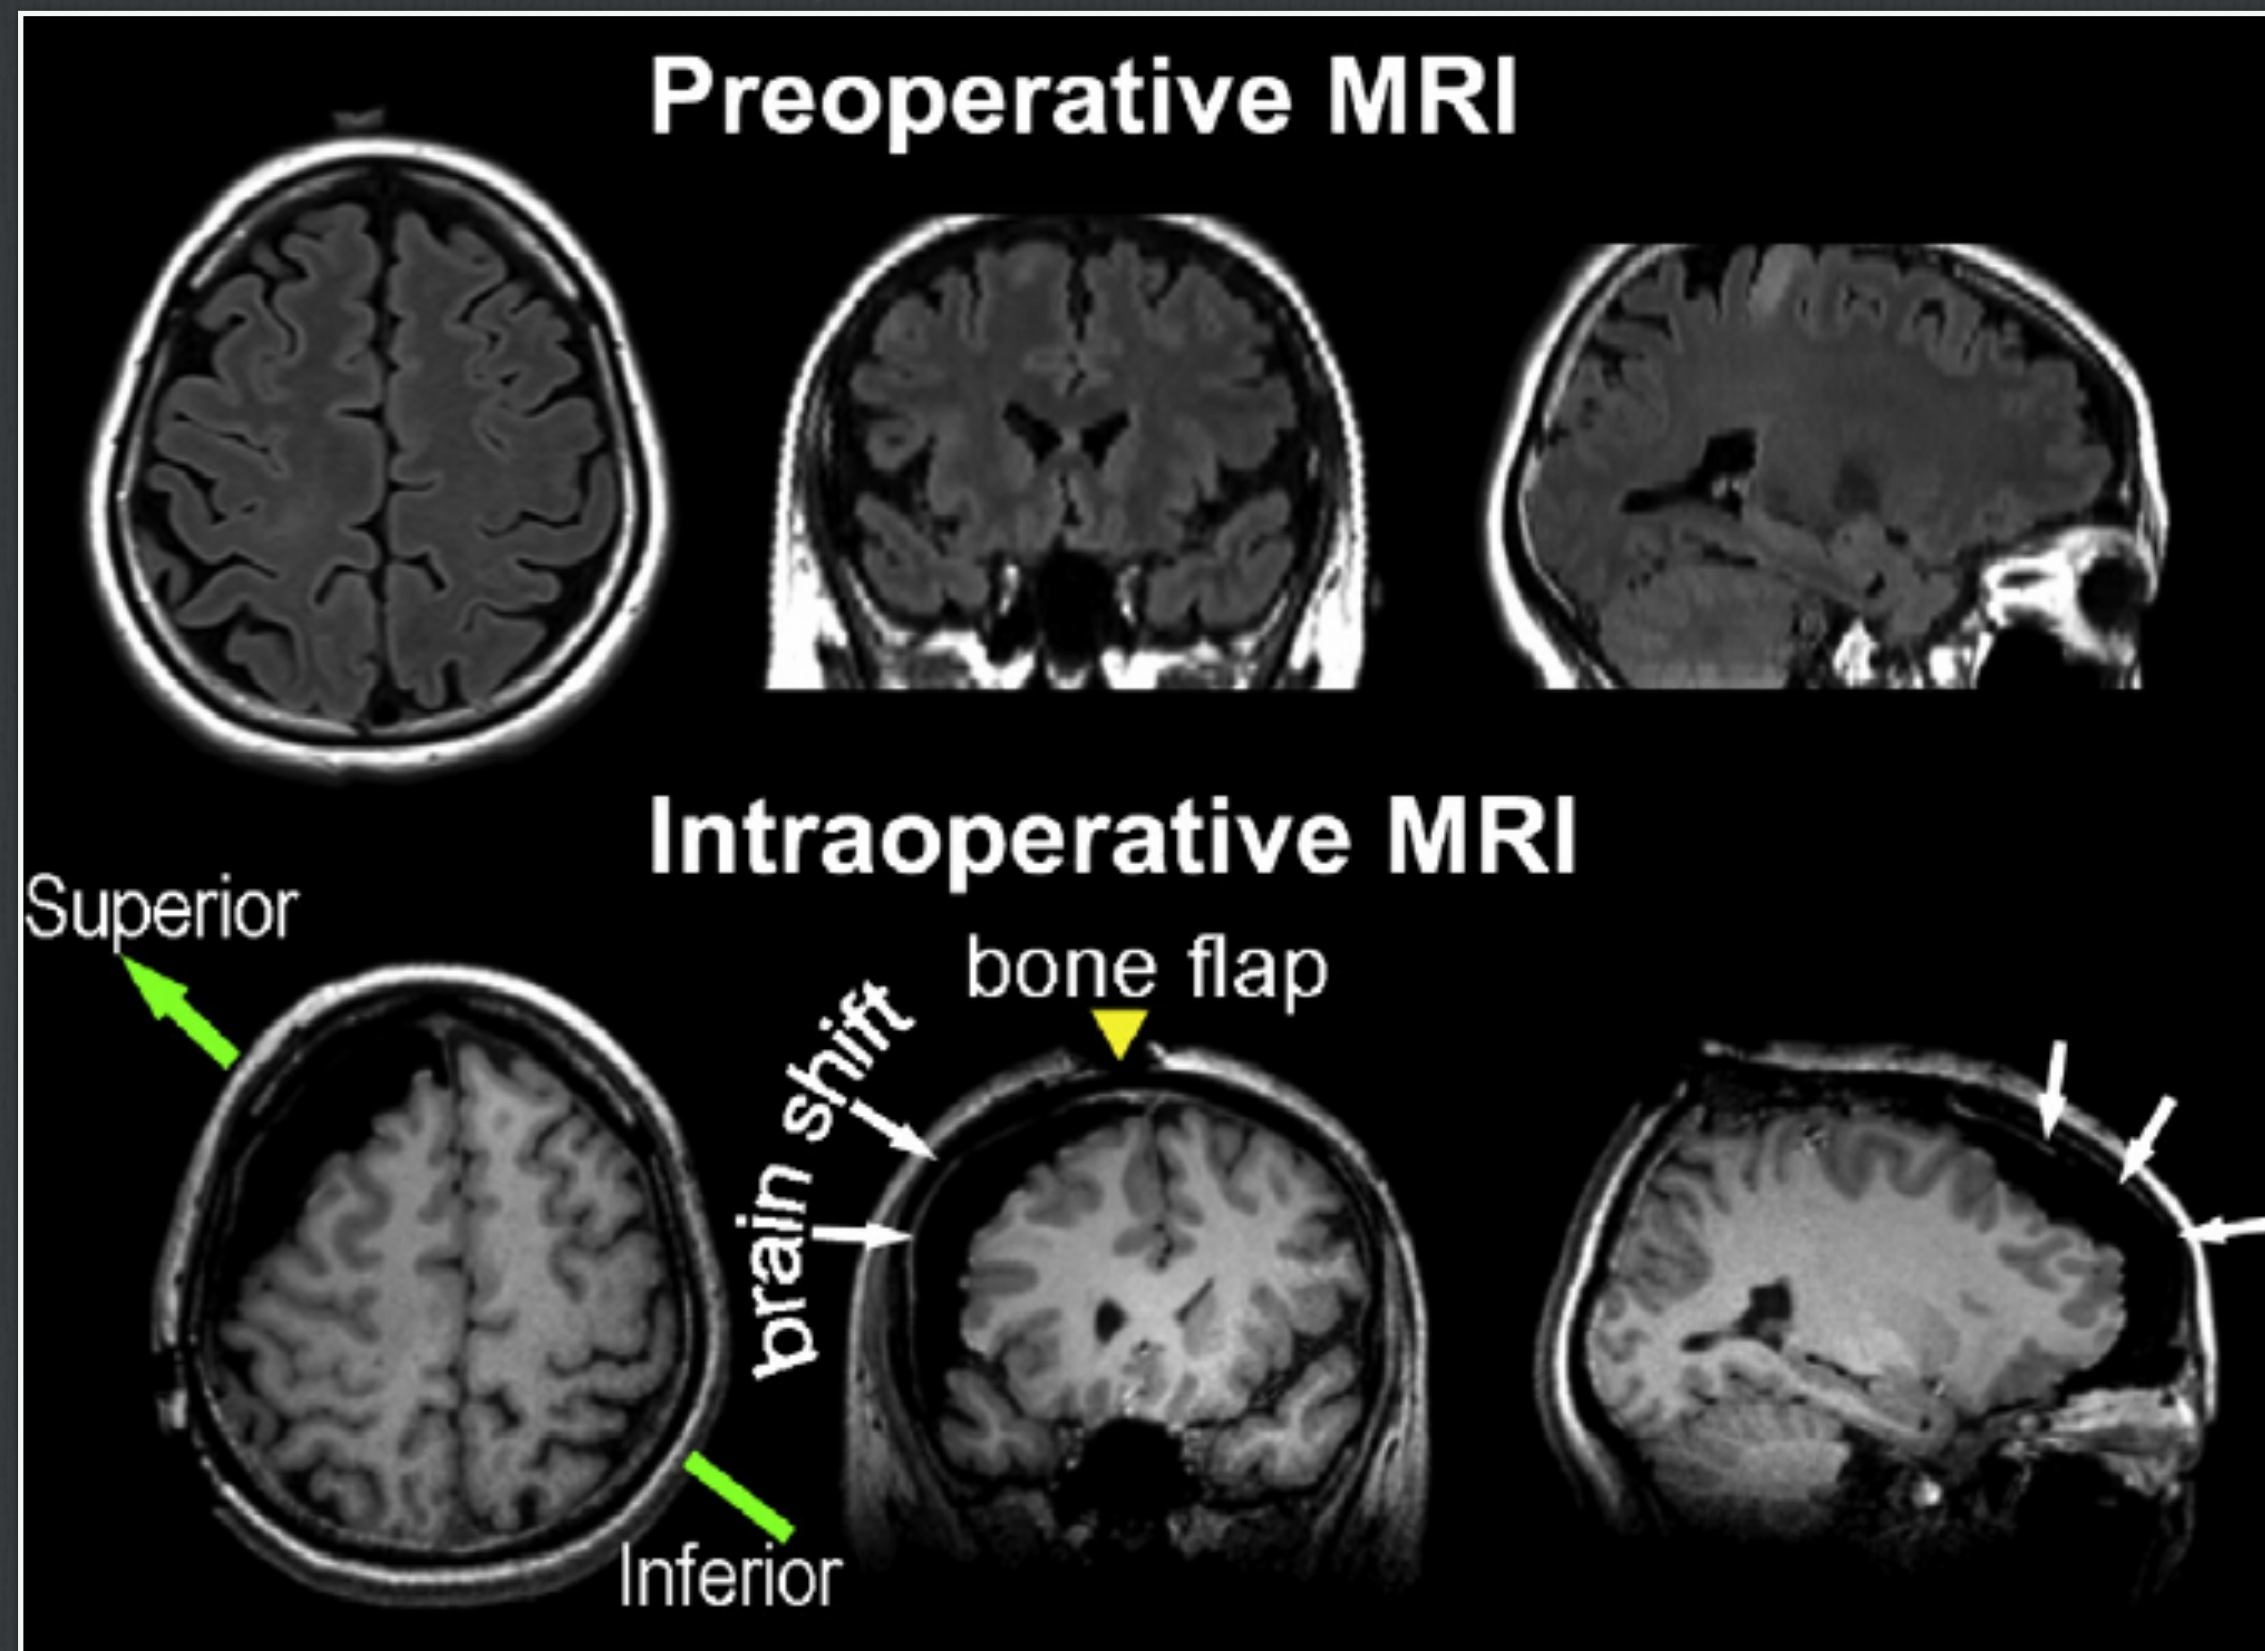 Preoperative MRI
Intraoperative MRI
Superior
bone flap
brain shift
Inferior